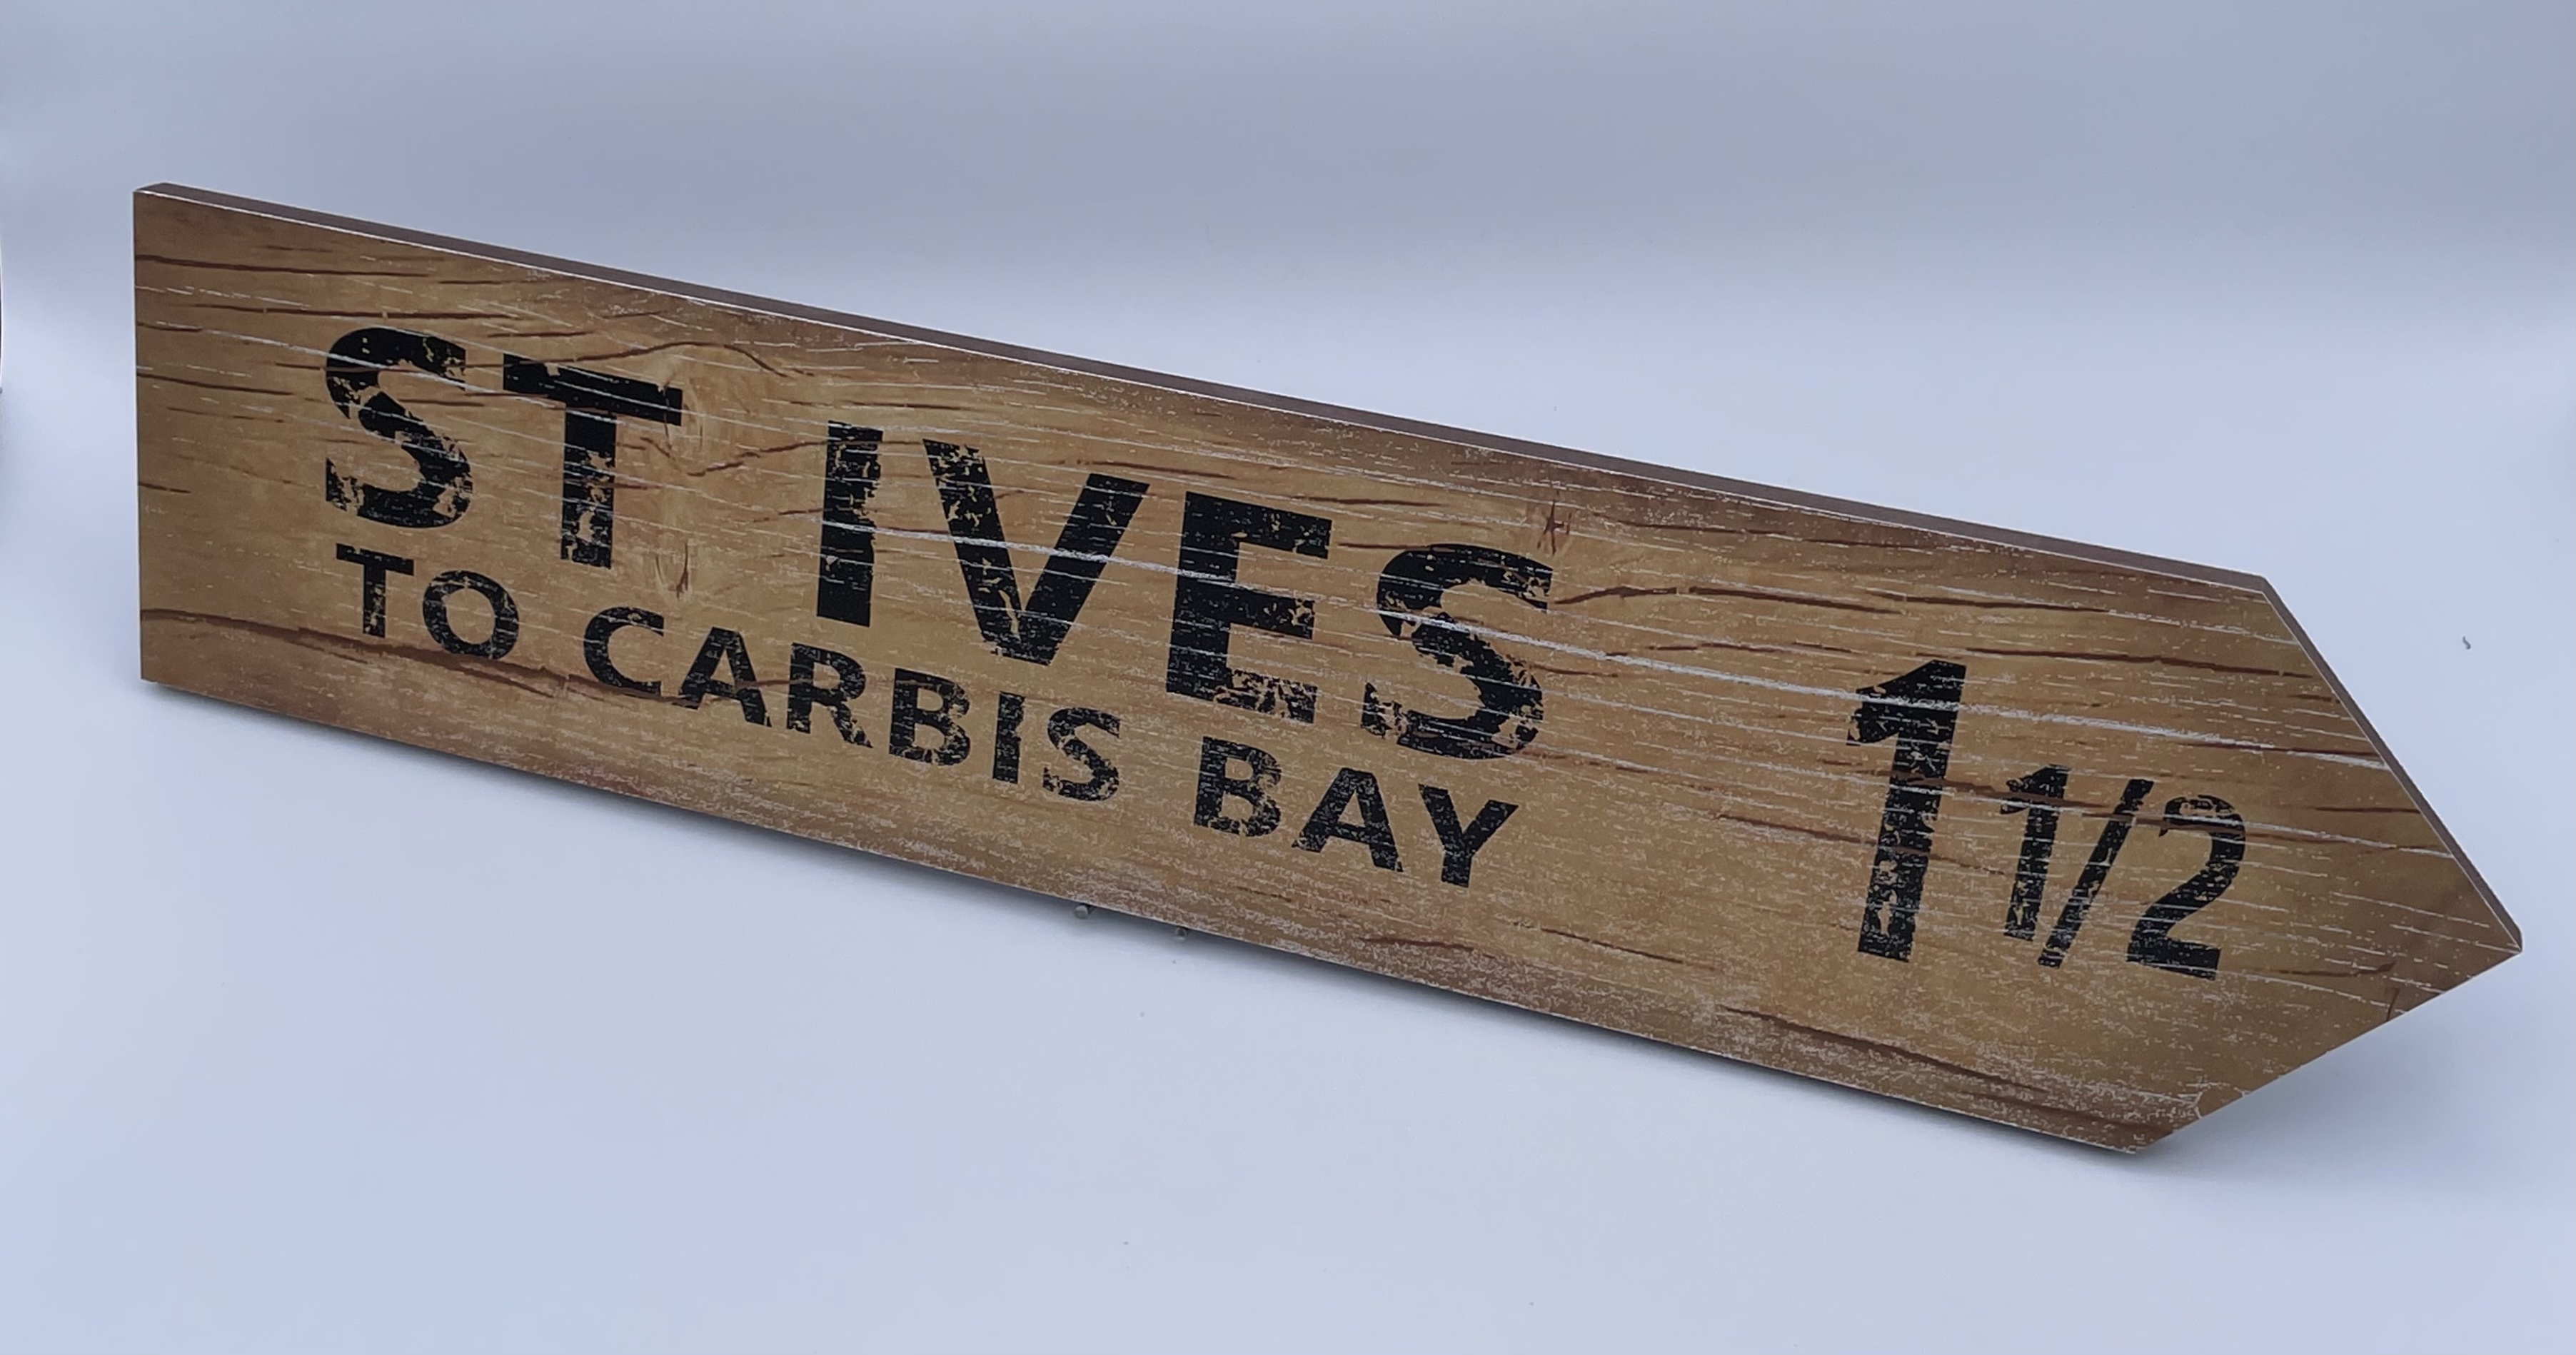 ST IVES
TO CARBIS BAY
1 1/2